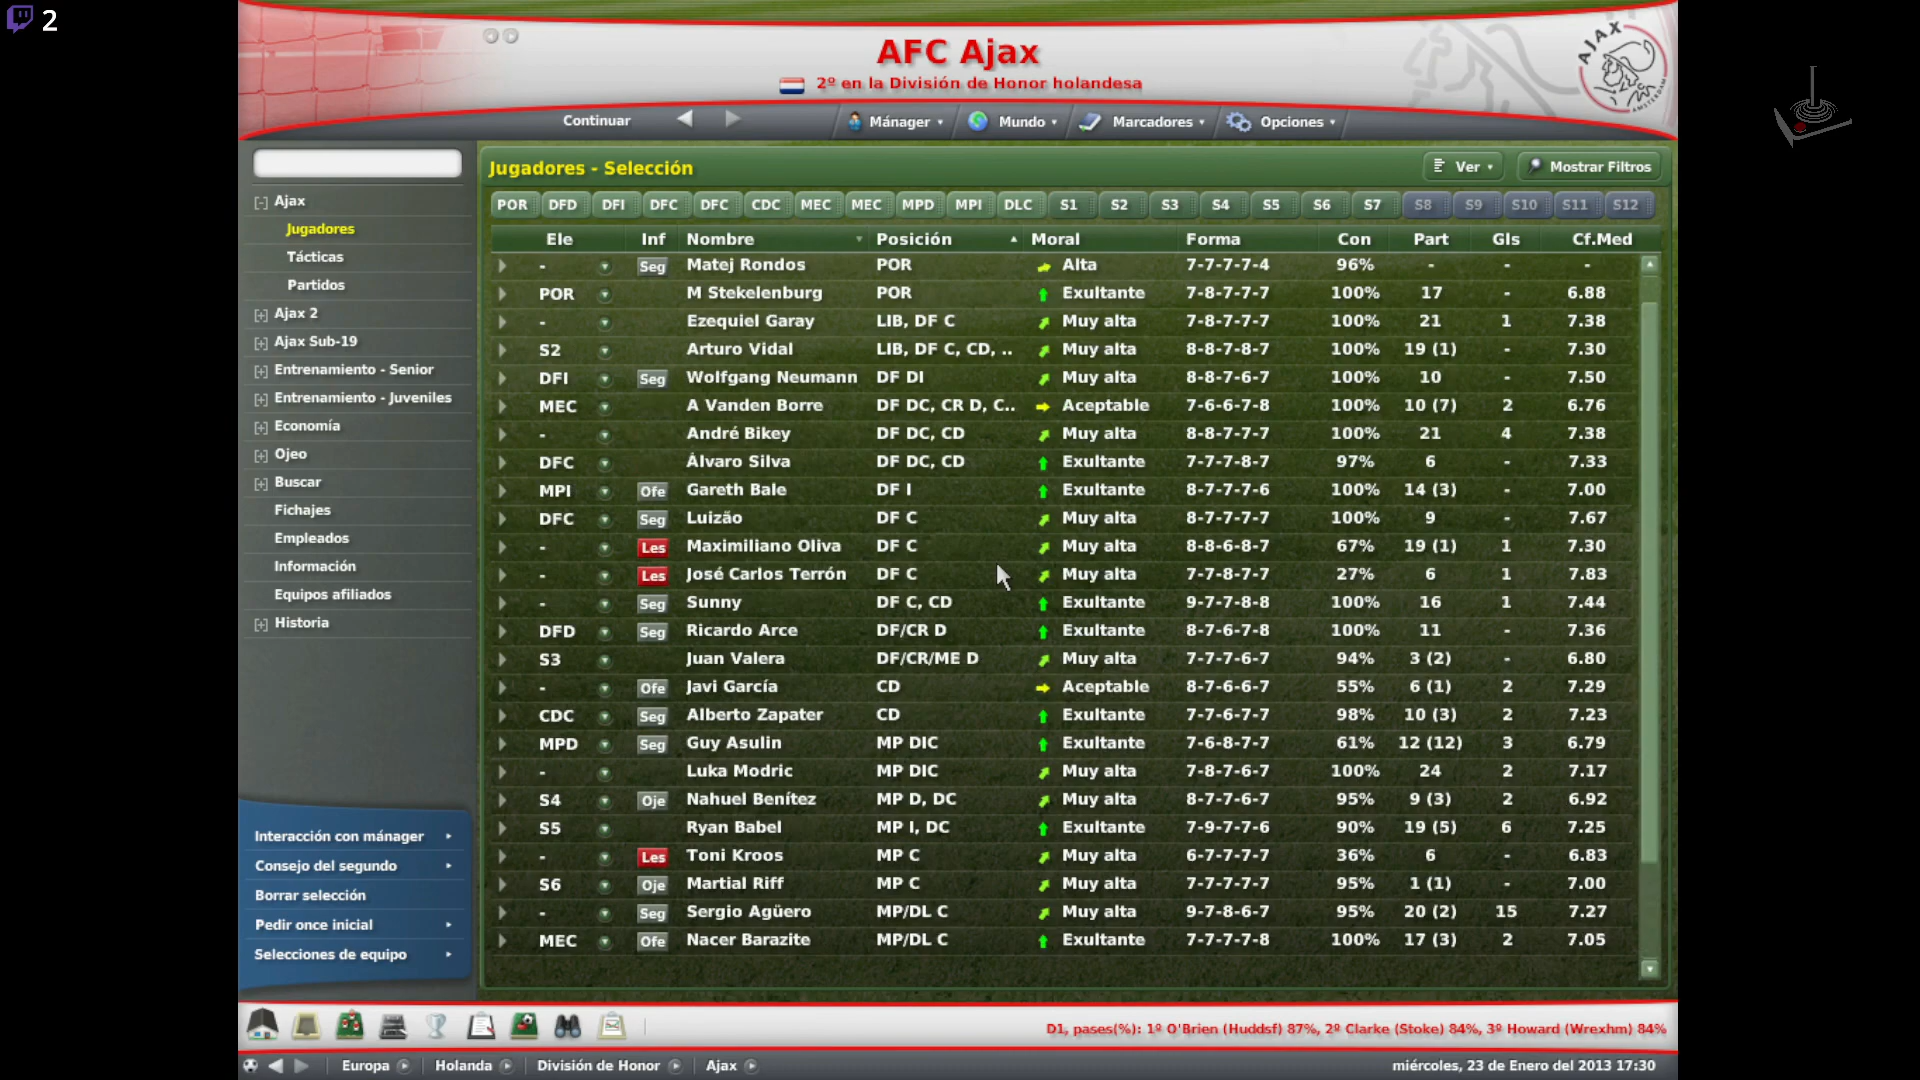 2
AFC Ajax
2º en la División de Honor holandesa
AJAX
AMSTERDAM
Continuar Mánager Mundo Marcadores Opciones
Jugadores - Selección Ver Mostrar Filtros
POR DFD DFI DFC DFC CDC MEC MEC MPD MPI DLC S1 S2 S3 S4 S5 S6 S7 S8 S9 S10 S11 S12
Ele Inf Nombre Posición Moral Forma Con Part Gls Cf.Med
- Seg Matej Rondos POR Alta 7-7-7-7-4 96% - - -
POR M Stekelenburg POR Exultante 7-8-7-7-7 100% 17 - 6.88
- Ezequiel Garay LIB, DF C Muy alta 7-8-7-7-7 100% 21 1 7.38
S2 Arturo Vidal LIB, DF C, CD, .. Muy alta 8-8-7-8-7 100% 19 (1) - 7.30
DFI Seg Wolfgang Neumann DF DI Muy alta 8-8-7-6-7 100% 10 - 7.50
MEC A Vanden Borre DF DC, CR D, C.. Aceptable 7-6-6-7-8 100% 10 (7) 2 6.76
- André Bikey DF DC, CD Muy alta 8-8-7-7-7 100% 21 4 7.38
DFC Álvaro Silva DF DC, CD Exultante 7-7-7-8-7 97% 6 - 7.33
MPI Ofe Gareth Bale DF I Exultante 8-7-7-7-6 100% 14 (3) - 7.00
DFC Seg Luizão DF C Muy alta 8-7-7-7-7 100% 9 - 7.67
- Les Maximiliano Oliva DF C Muy alta 8-8-6-8-7 67% 19 (1) 1 7.30
- Les José Carlos Terrón DF C Muy alta 7-7-8-7-7 27% 6 1 7.83
- Seg Sunny DF C, CD Exultante 9-7-7-8-8 100% 16 1 7.44
DFD Seg Ricardo Arce DF/CR D Exultante 8-7-6-7-8 100% 11 - 7.36
S3 Juan Valera DF/CR/ME D Muy alta 7-7-7-6-7 94% 3 (2) - 6.80
- Ofe Javi García CD Aceptable 8-7-6-6-7 55% 6 (1) 2 7.29
CDC Seg Alberto Zapater CD Exultante 7-7-6-7-7 98% 10 (3) 2 7.23
MPD Seg Guy Asulin MP DIC Exultante 7-6-8-7-7 61% 12 (12) 3 6.79
- Luka Modric MP DIC Muy alta 7-8-7-6-7 100% 24 2 7.17
S4 Oje Nahuel Benítez MP D, DC Muy alta 8-7-7-6-7 95% 9 (3) 2 6.92
S5 Ryan Babel MP I, DC Exultante 7-9-7-7-6 90% 19 (5) 6 7.25
- Les Toni Kroos MP C Muy alta 6-7-7-7-7 36% 6 - 6.83
S6 Oje Martial Riff MP C Muy alta 7-7-7-7-7 95% 1 (1) - 7.00
- Seg Sergio Agüero MP/DL C Muy alta 9-7-8-6-7 95% 20 (2) 15 7.27
MEC Ofe Nacer Barazite MP/DL C Exultante 7-7-7-7-8 100% 17 (3) 2 7.05
Ajax
Jugadores
Tácticas
Partidos
Ajax 2
Ajax Sub-19
Entrenamiento - Senior
Entrenamiento - Juveniles
Economía
Ojeo
Buscar
Fichajes
Empleados
Información
Equipos afiliados
Historia
Interacción con mánager
Consejo del segundo
Borrar selección
Pedir once inicial
Selecciones de equipo
D1, pases(%): 1º O'Brien (Huddsf) 87%, 2º Clarke (Stoke) 84%, 3º Howard (Wrexhm) 84%
Europa Holanda División de Honor Ajax miércoles, 23 de Enero del 2013 17:30